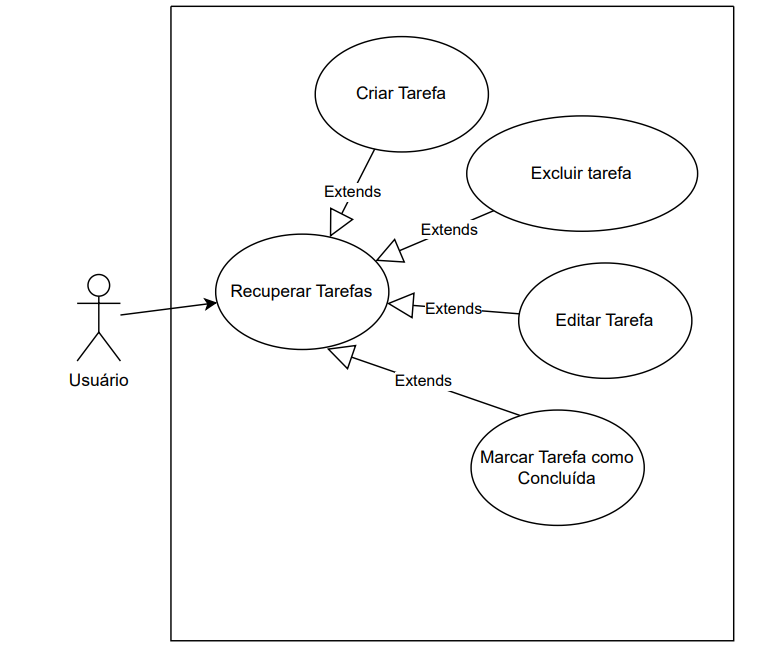 Criar Tarefa
Excluir tarefa
Extends
Extends
Recuperar Tarefas
Extends
Editar Tarefa
Usuário
Extends
Marcar Tarefa como
Concluída